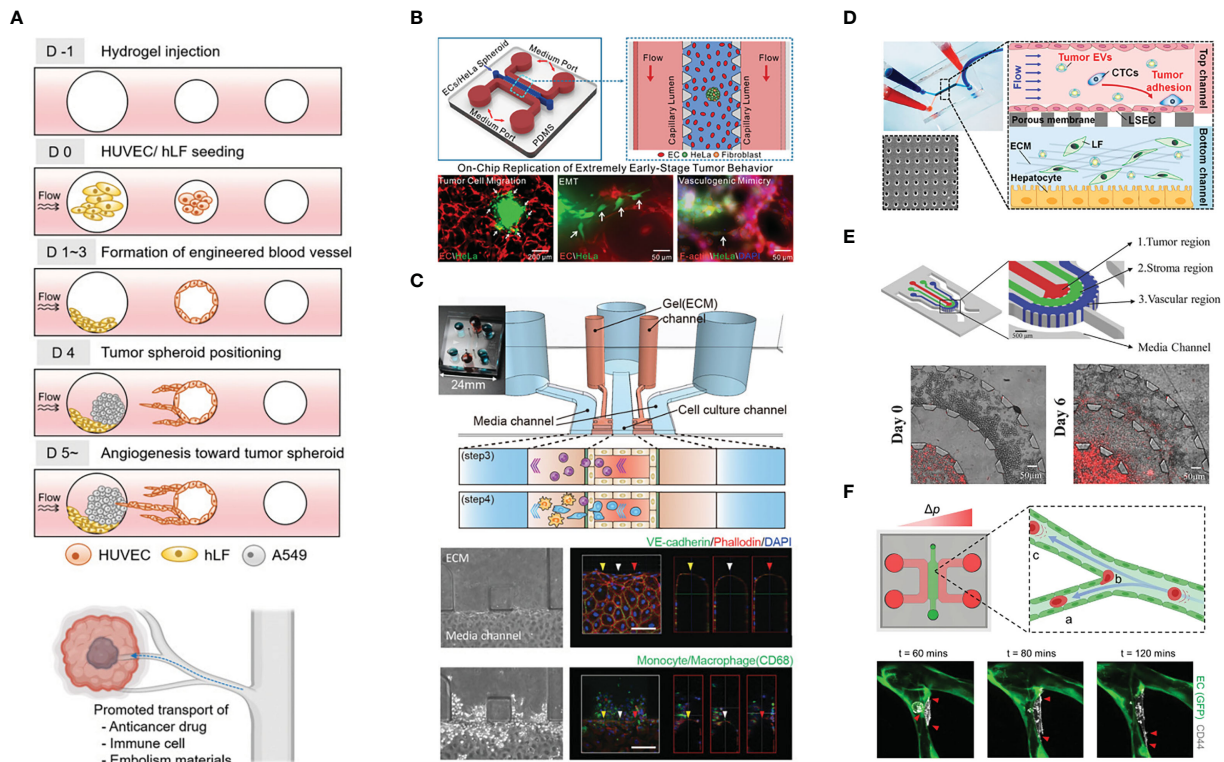 A
D -1 Hydrogel injection
D 0 HUVEC/ hLF seeding
Flow
D 1~3 Formation of engineered blood vessel
Flow
D 4 Tumor spheroid positioning
Flow
D 5~ Angiogenesis toward tumor spheroid
Flow
HUVEC hLF A549
Promoted transport of
- Anticancer drug
- Immune cell
- Embolism materials
B
ECs/HeLa Spheroid
Medium Port
Medium Port
PDMS
Flow
Flow
Capillary Lumen
Capillary Lumen
EC HeLa Fibroblast
On-Chip Replication of Extremely Early-Stage Tumor Behavior
Tumor Cell Migration
EC\HeLa
200 μm
EMT
EC\HeLa
50 μm
Vasculogenic Mimicry
F-actin\HeLa\DAPI
50 μm
C
24mm
Gel(ECM)
channel
Media channel
Cell culture channel
(step3)
(step4)
VE-cadherin/Phallodin/DAPI
ECM
Media channel
Monocyte/Macrophage(CD68)
D
Flow
Tumor EVs
CTCs
Tumor
adhesion
Top channel
Porous membrane
LSEC
ECM
LF
Hepatocyte
Bottom channel
E
1.Tumor region
2.Stroma region
3.Vascular region
500 μm
Media Channel
Day 0
50μm
Day 6
50μm
F
Δp
c
b
a
t = 60 mins
t = 80 mins
t = 120 mins
EC (GFP) CD44